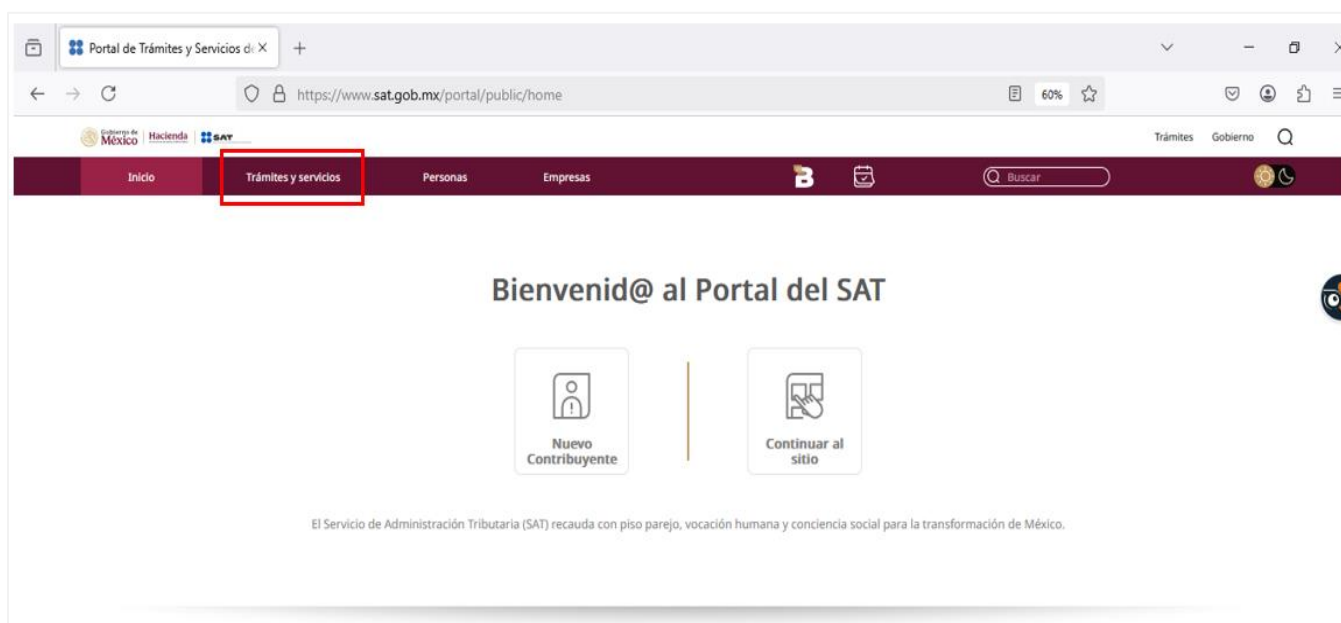 Portal de Trámites y Servicios de
https://www.sat.gob.mx/portal/public/home
60%
Gobierno de México Hacienda SAT
Trámites Gobierno
Inicio Trámites y servicios Personas Empresas B Buscar
Bienvenid@ al Portal del SAT
Nuevo
Contribuyente
Continuar al
sitio
El Servicio de Administración Tributaria (SAT) recauda con piso parejo, vocación humana y conciencia social para la transformación de México.